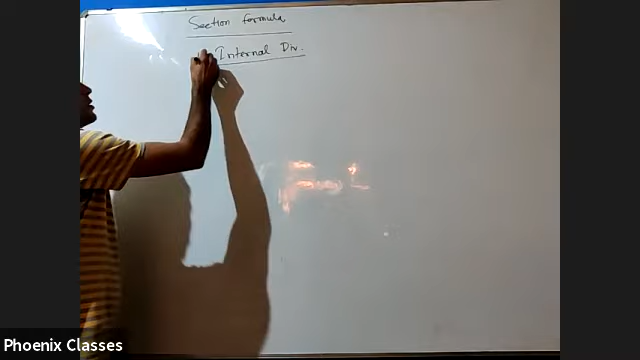 Section formula
Internal Div.
Phoenix Classes